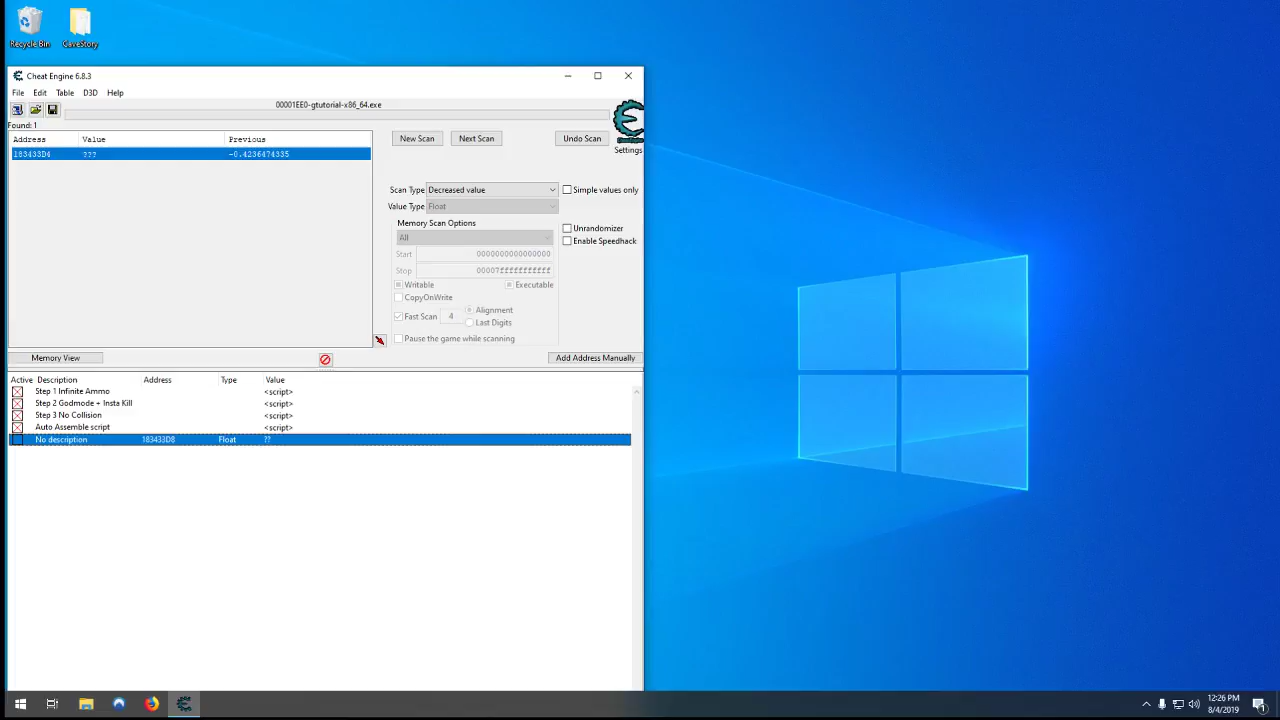 Recycle Bin
CaveStory
Cheat Engine 6.8.3
File Edit Table D3D Help
00001EE0-gtutorial-x86_64.exe
Found: 1
Address Value Previous
183433D4 ??? -0.4236474335
New Scan Next Scan Undo Scan
Settings
Scan Type Decreased value Simple values only
Value Type Float
Memory Scan Options
All
Unrandomizer
Enable Speedhack
Start 0000000000000000
Stop 00007fffffffffff
Writable Executable
CopyOnWrite
Fast Scan 4 Alignment
Last Digits
Pause the game while scanning
Memory View Add Address Manually
Active Description Address Type Value
Step 1 Infinite Ammo <script>
Step 2 Godmode + Insta Kill <script>
Step 3 No Collision <script>
Auto Assemble script <script>
No description 183433D8 Float ??
12:26 PM
8/4/2019
1